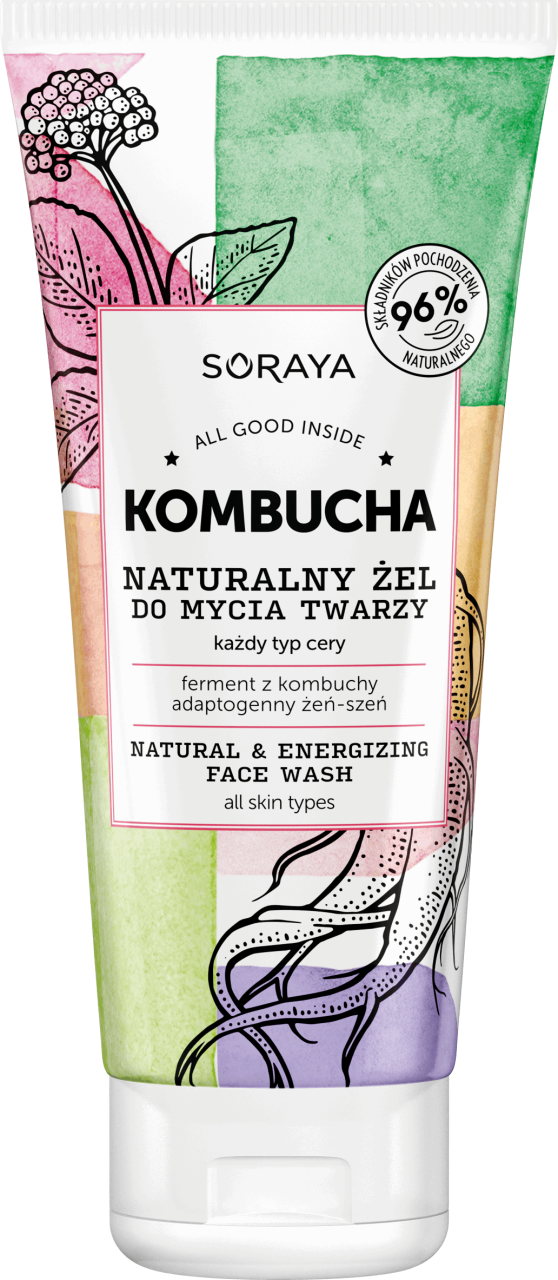 SKŁADNIKÓW POCHODZENIA
96%
NATURALNEGO
SORAYA
ALL GOOD INSIDE
KOMBUCHA
NATURALNY ŻEL
DO MYCIA TWARZY
każdy typ cery
ferment z kombuchy
adaptogenny żeń-szeń
NATURAL & ENERGIZING
FACE WASH
all skin types